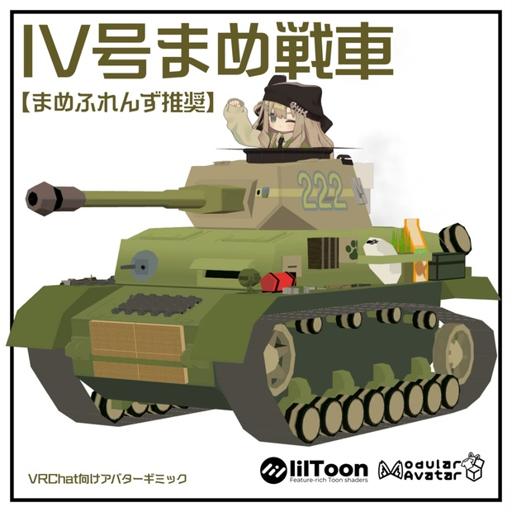 IV号まめ戦車
【まめふれんず推奨】
222
VRChat向けアバターギミック
lilToon
Feature-rich Toon shaders
Modular
Avatar